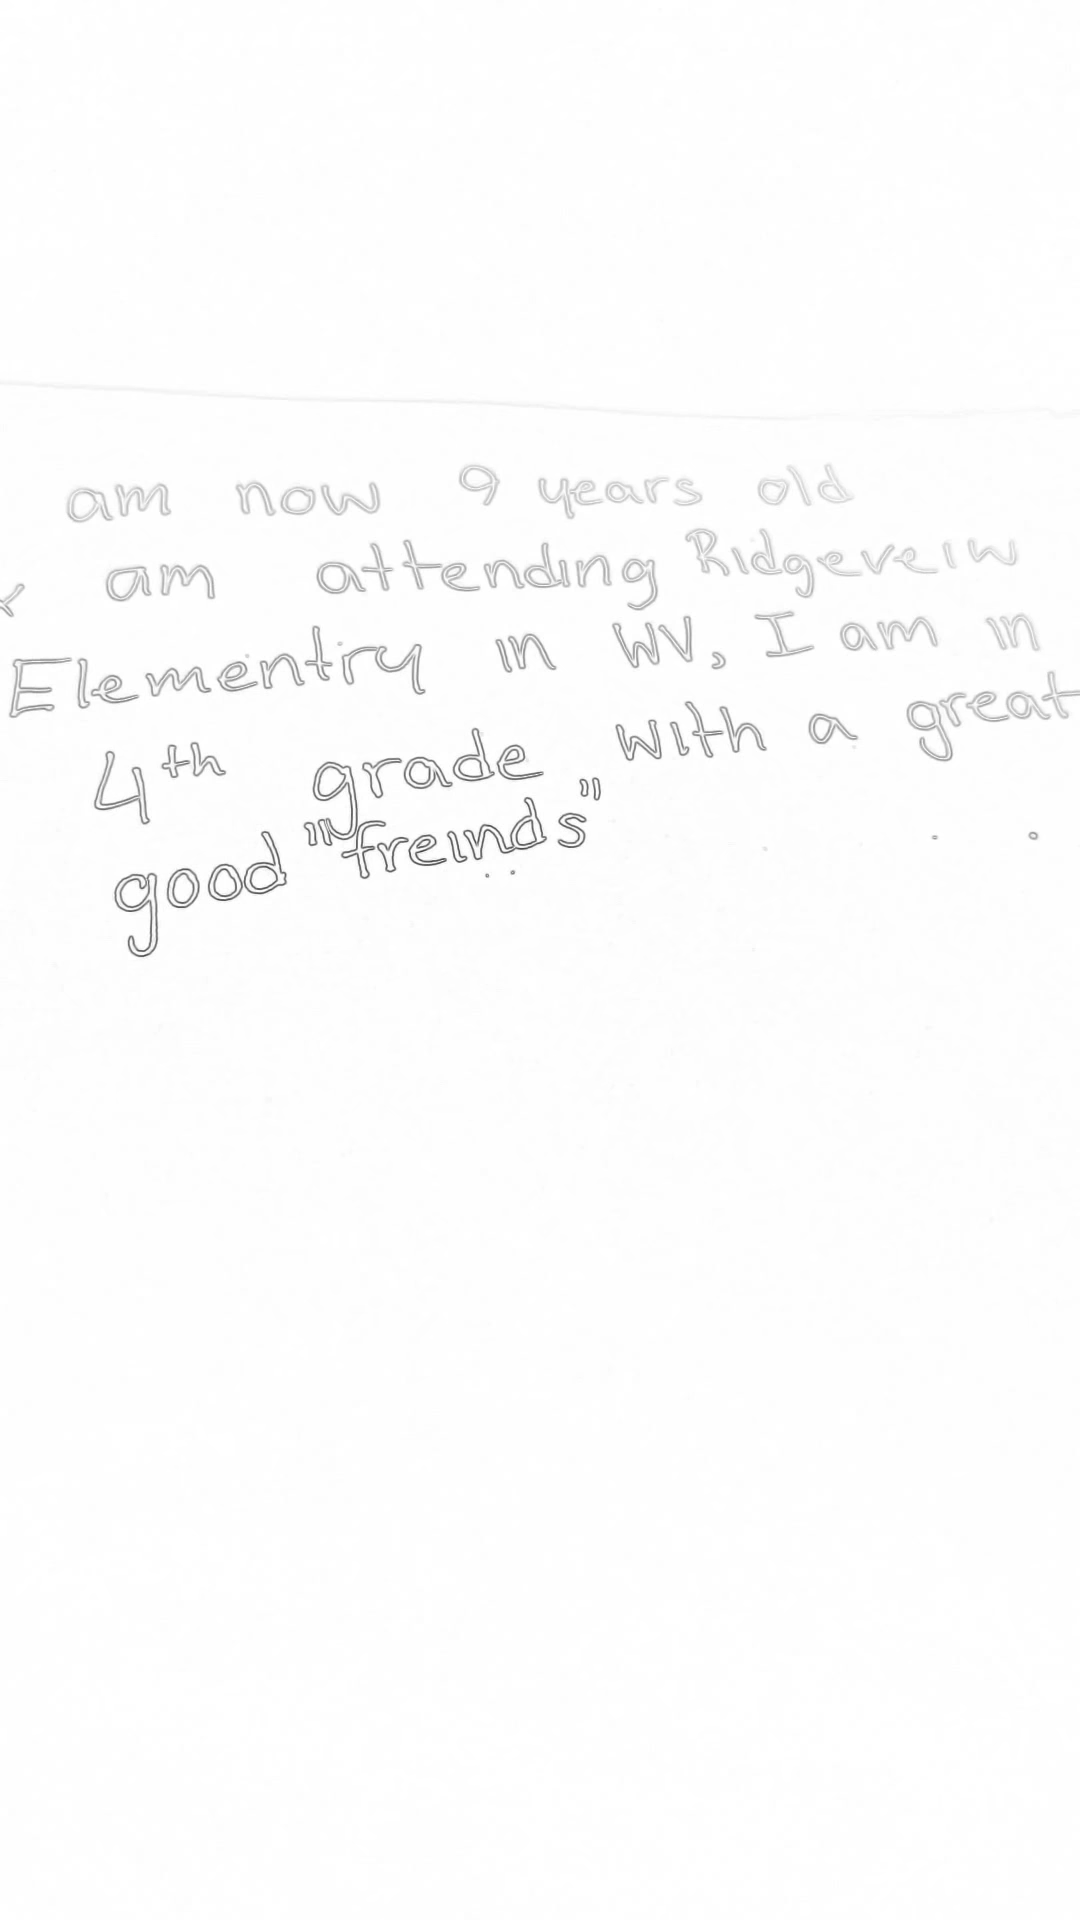 am now 9 years old
am attending Ridgeveiw
Elementry in WV, I am in
4th grade with a great
good "freinds"